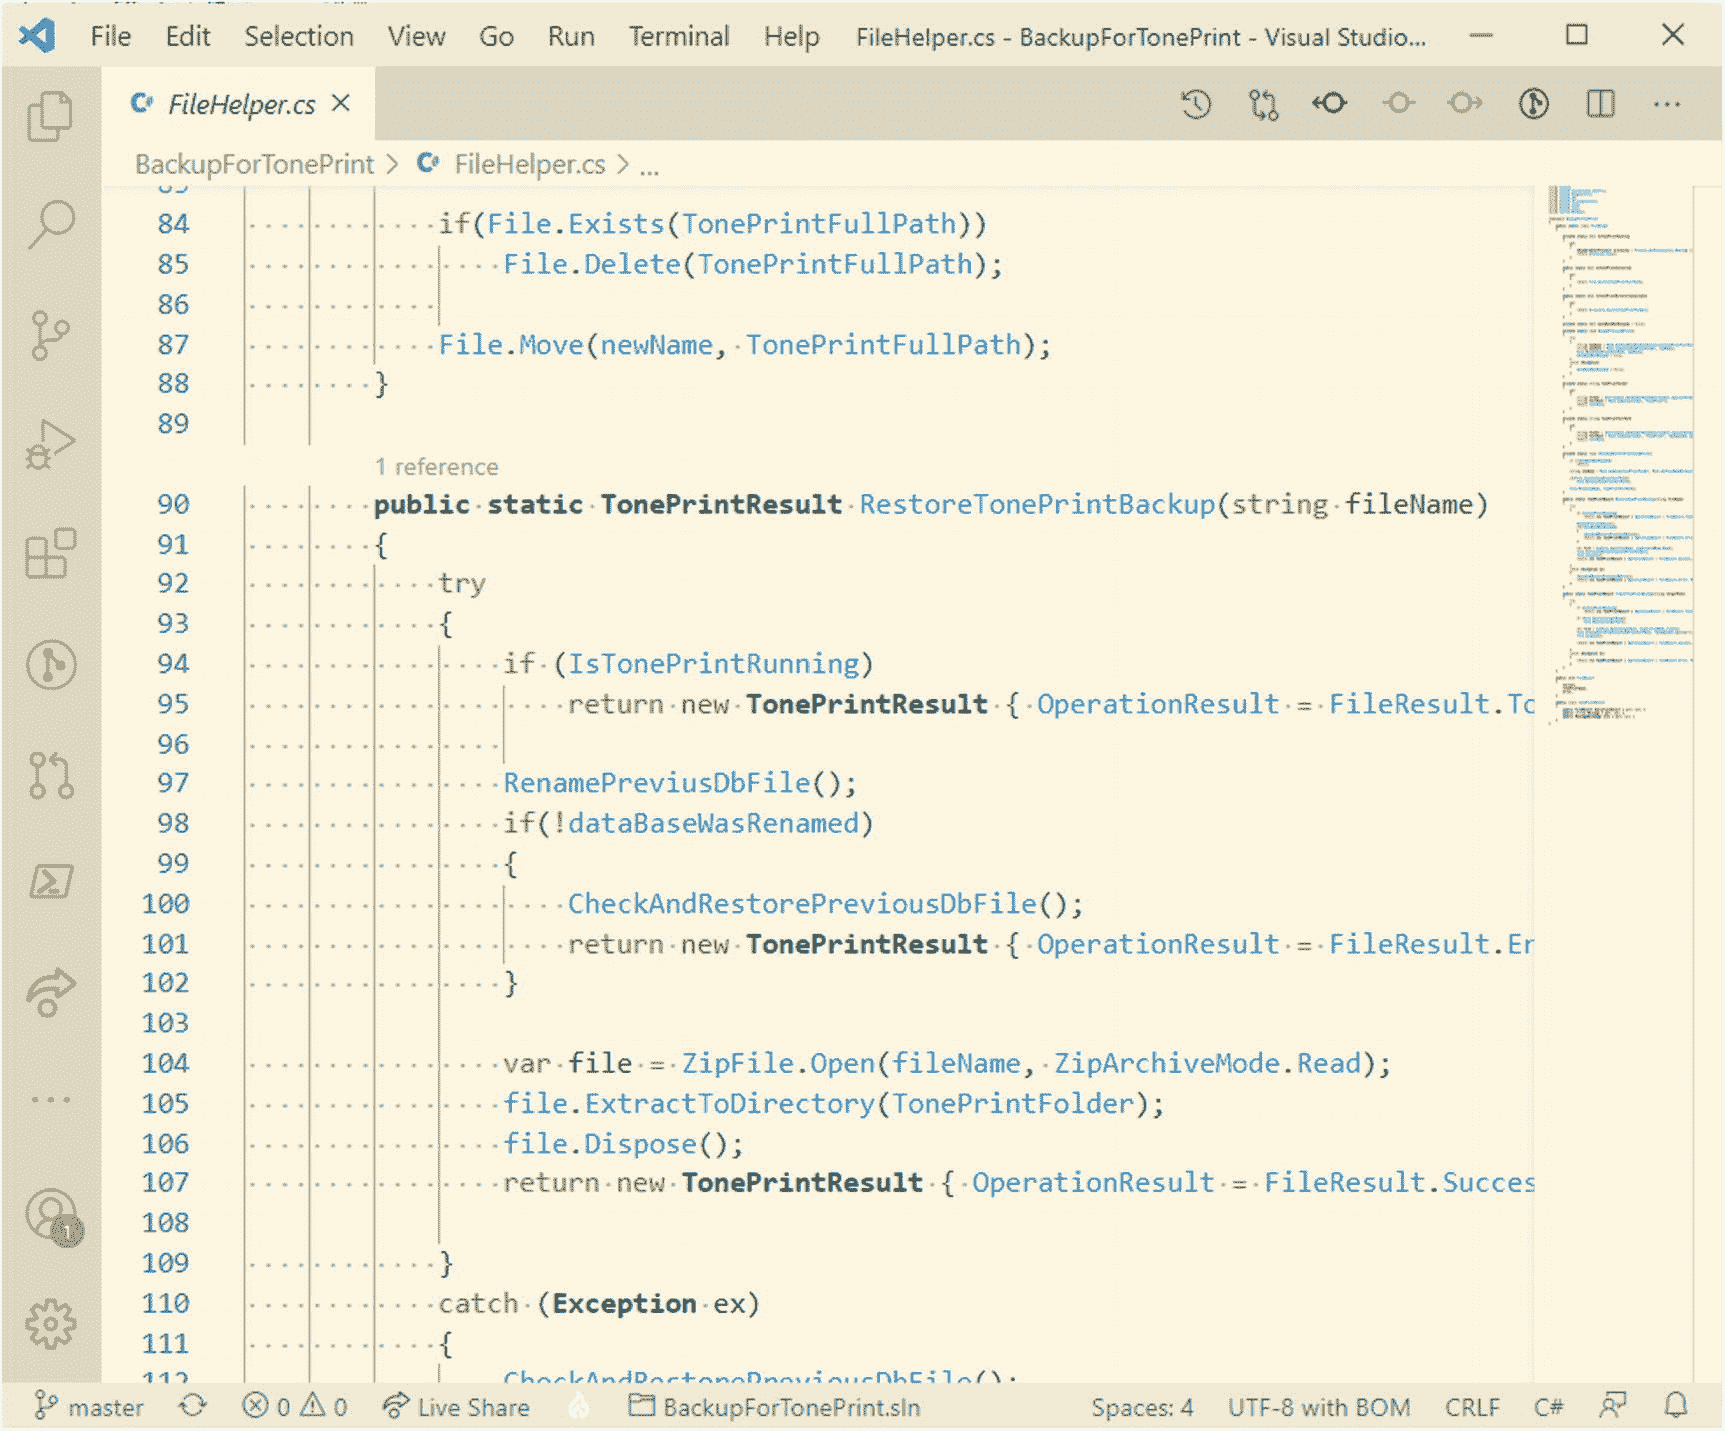 File Edit Selection View Go Run Terminal Help FileHelper.cs - BackupForTonePrint - Visual Studio...
FileHelper.cs
BackupForTonePrint > FileHelper.cs > ...
84 if(File.Exists(TonePrintFullPath))
85 File.Delete(TonePrintFullPath);
86
87 File.Move(newName, TonePrintFullPath);
88 }
89
1 reference
90 public static TonePrintResult RestoreTonePrintBackup(string fileName)
91 {
92 try
93 {
94 if (IsTonePrintRunning)
95 return new TonePrintResult { OperationResult = FileResult.To
96
97 RenamePreviusDbFile();
98 if(!dataBaseWasRenamed)
99 {
100 CheckAndRestorePreviousDbFile();
101 return new TonePrintResult { OperationResult = FileResult.Er
102 }
103
104 var file = ZipFile.Open(fileName, ZipArchiveMode.Read);
105 file.ExtractToDirectory(TonePrintFolder);
106 file.Dispose();
107 return new TonePrintResult { OperationResult = FileResult.Succes
108
109 }
110 catch (Exception ex)
111 {
112 CheckAndRestorePreviousDbFile();
1
master 0 0 Live Share BackupForTonePrint.sln Spaces: 4 UTF-8 with BOM CRLF C#